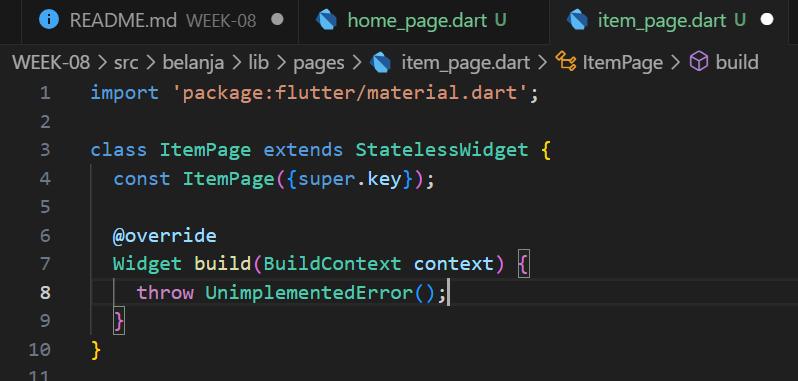 README.md WEEK-08 home_page.dart U item_page.dart U
WEEK-08 > src > belanja > lib > pages > item_page.dart > ItemPage > build
1 import 'package:flutter/material.dart';
2
3 class ItemPage extends StatelessWidget {
4   const ItemPage({super.key});
5
6   @override
7   Widget build(BuildContext context) {
8     throw UnimplementedError();
9   }
10 }
11